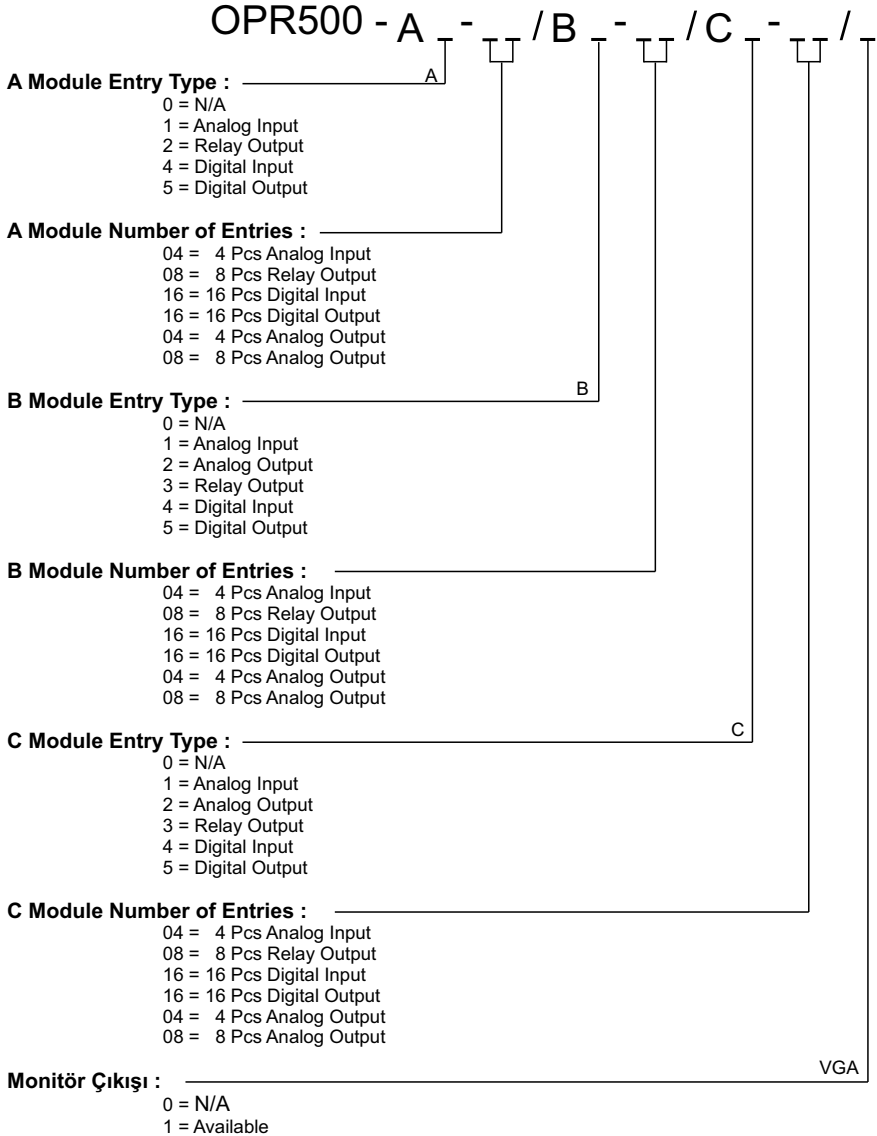 OPR500 - A _ - _ _ / B _ - _ _ / C _ - _ _ / _
A Module Entry Type : A
0 = N/A
1 = Analog Input
2 = Relay Output
4 = Digital Input
5 = Digital Output
A Module Number of Entries :
04 = 4 Pcs Analog Input
08 = 8 Pcs Relay Output
16 = 16 Pcs Digital Input
16 = 16 Pcs Digital Output
04 = 4 Pcs Analog Output
08 = 8 Pcs Analog Output
B Module Entry Type : B
0 = N/A
1 = Analog Input
2 = Analog Output
3 = Relay Output
4 = Digital Input
5 = Digital Output
B Module Number of Entries :
04 = 4 Pcs Analog Input
08 = 8 Pcs Relay Output
16 = 16 Pcs Digital Input
16 = 16 Pcs Digital Output
04 = 4 Pcs Analog Output
08 = 8 Pcs Analog Output
C Module Entry Type : C
0 = N/A
1 = Analog Input
2 = Analog Output
3 = Relay Output
4 = Digital Input
5 = Digital Output
C Module Number of Entries :
04 = 4 Pcs Analog Input
08 = 8 Pcs Relay Output
16 = 16 Pcs Digital Input
16 = 16 Pcs Digital Output
04 = 4 Pcs Analog Output
08 = 8 Pcs Analog Output
Monitör Çıkışı : VGA
0 = N/A
1 = Available